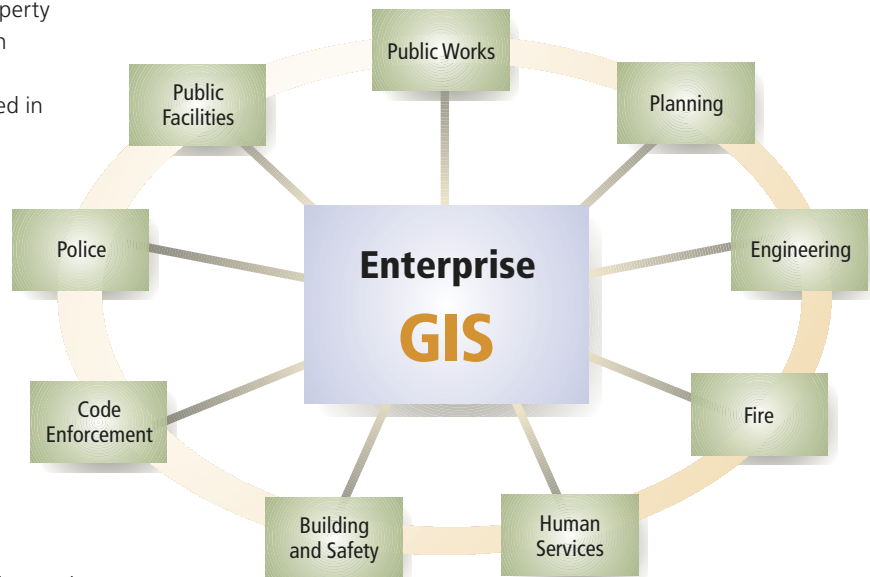 operty
n
ed in
Public Works
Public
Facilities
Planning
Police
Enterprise
GIS
Engineering
Code
Enforcement
Fire
Building
and Safety
Human
Services